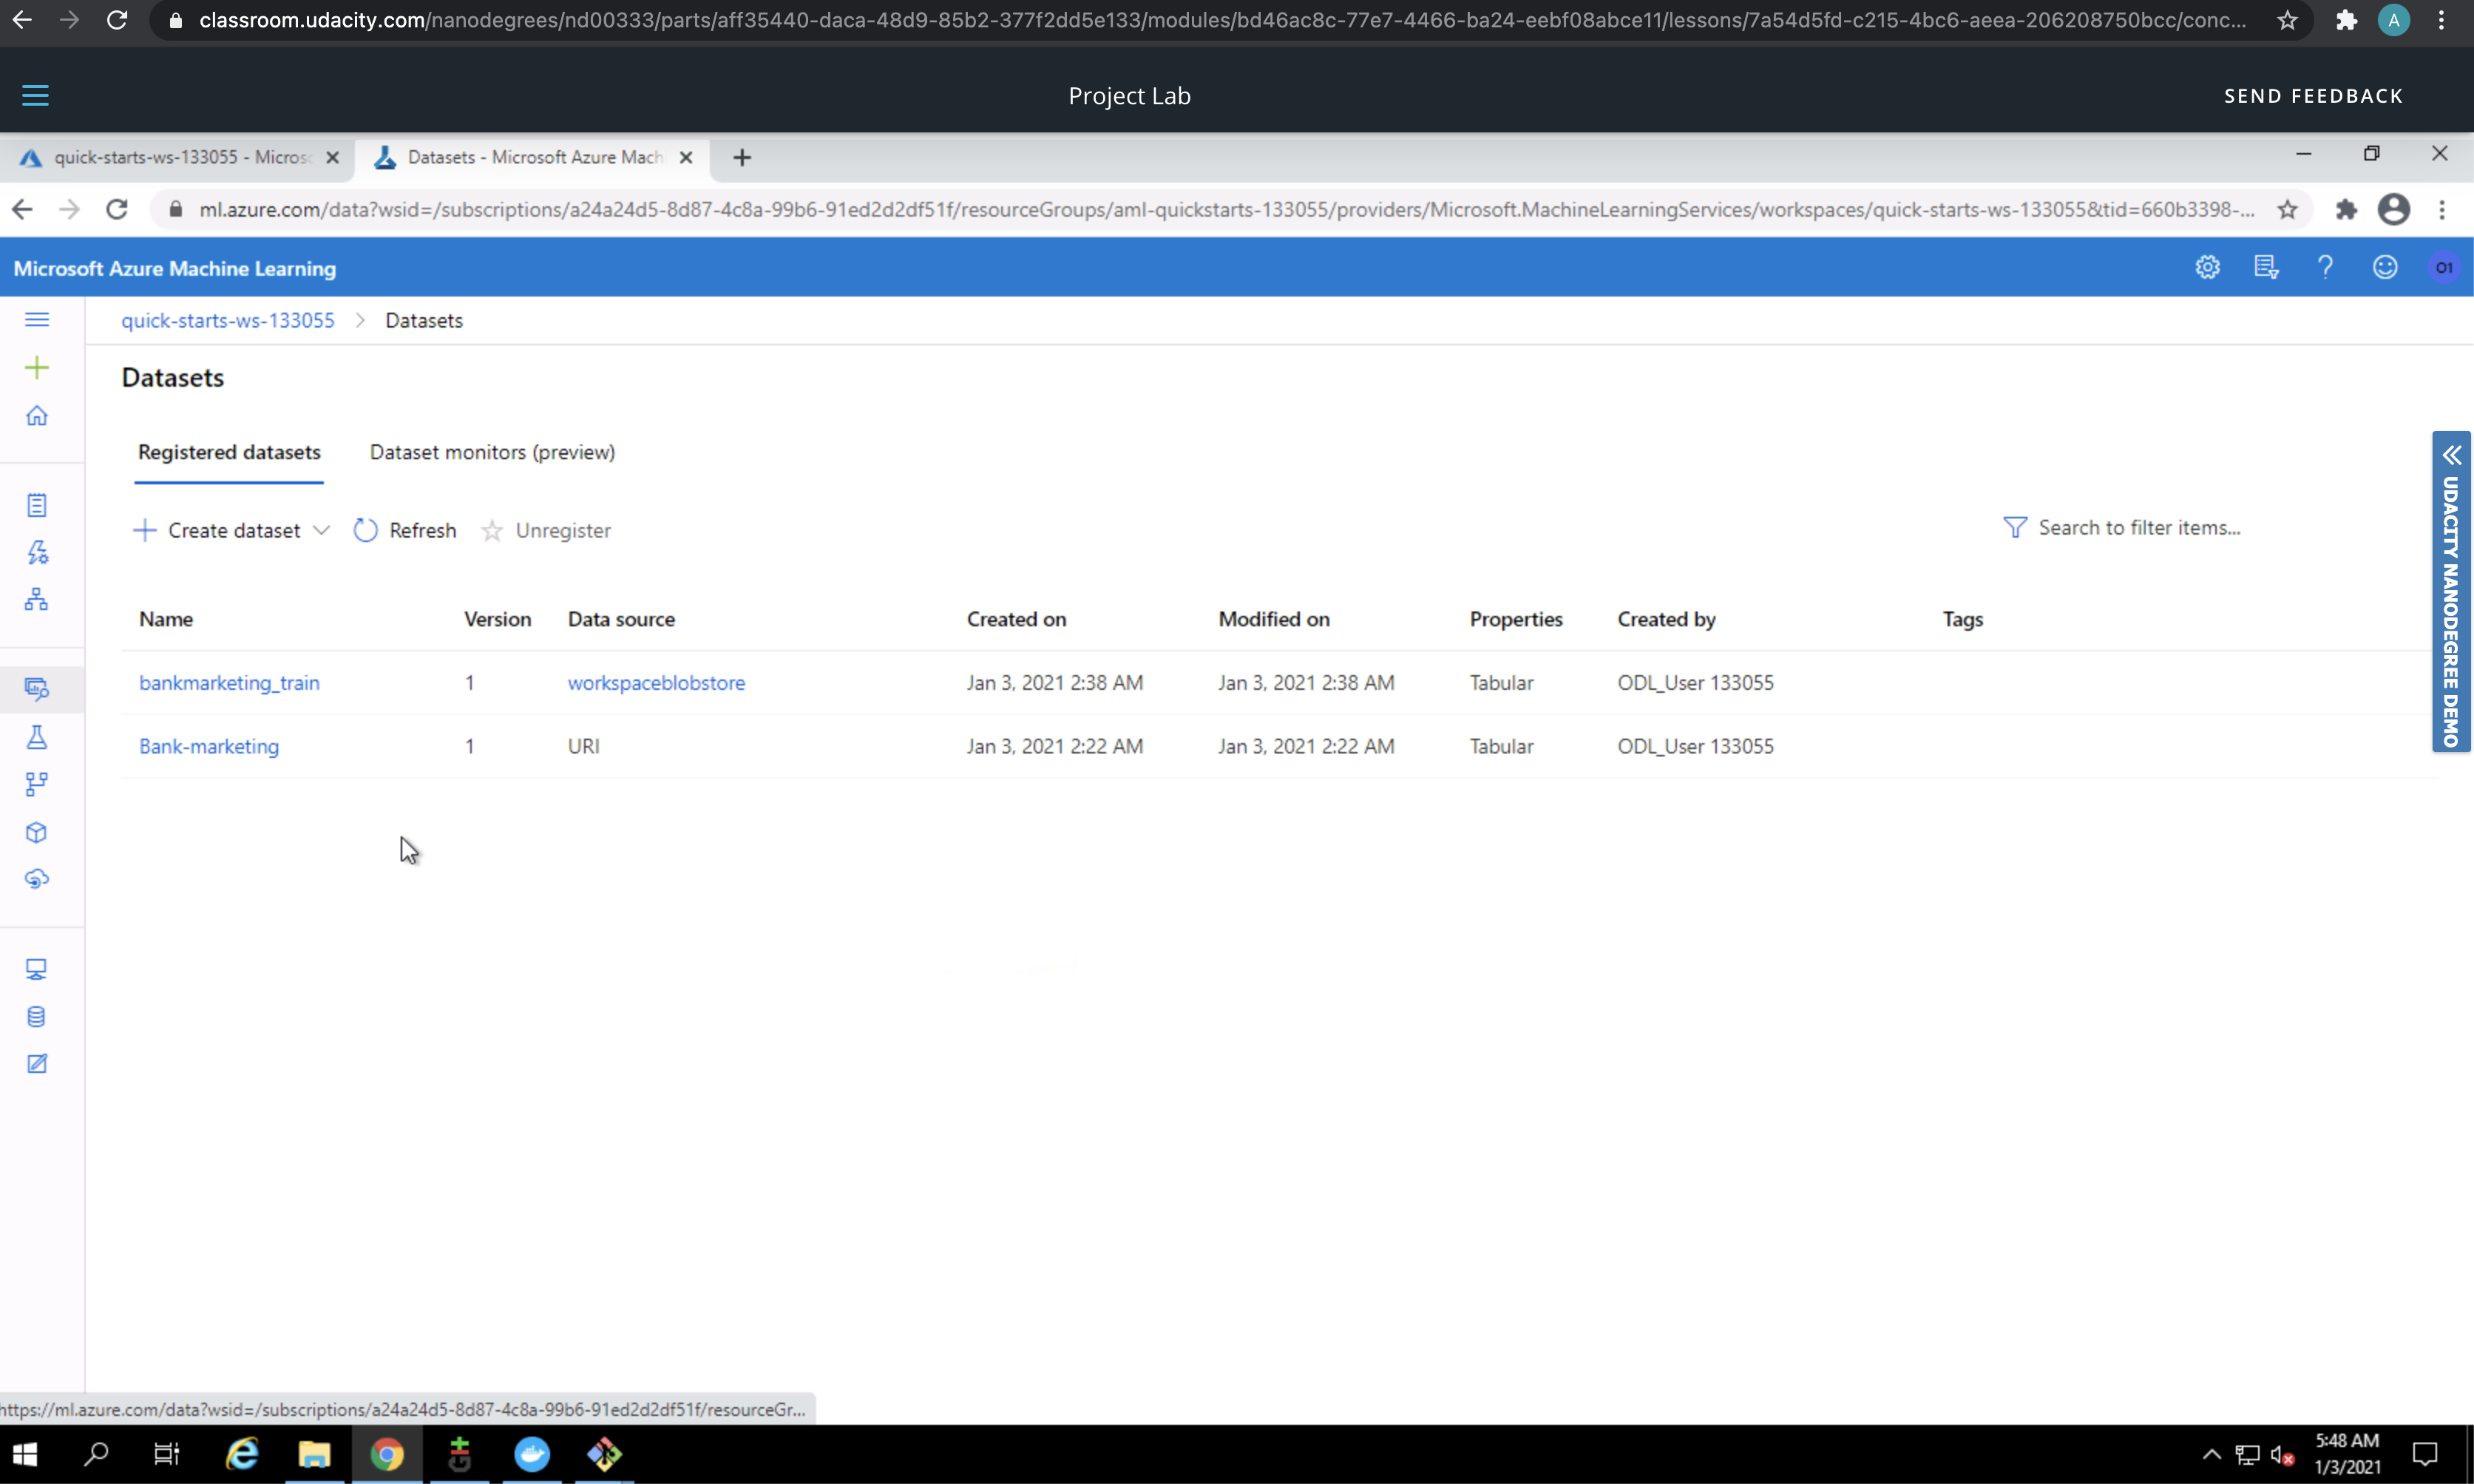 classroom.udacity.com/nanodegrees/nd00333/parts/aff35440-daca-48d9-85b2-377f2dd5e133/modules/bd46ac8c-77e7-4466-ba24-eebf08abce11/lessons/7a54d5fd-c215-4bc6-aeea-206208750bcc/conc...
A
Project Lab
SEND FEEDBACK
quick-starts-ws-133055 - Microso
Datasets - Microsoft Azure Mach
ml.azure.com/data?wsid=/subscriptions/a24a24d5-8d87-4c8a-99b6-91ed2d2df51f/resourceGroups/aml-quickstarts-133055/providers/Microsoft.MachineLearningServices/workspaces/quick-starts-ws-133055&tid=660b3398-...
Microsoft Azure Machine Learning
O1
quick-starts-ws-133055 > Datasets
Datasets
Registered datasets
Dataset monitors (preview)
Create dataset
Refresh
Unregister
Search to filter items...
UDACITY NANODEGREE DEMO
Name Version Data source Created on Modified on Properties Created by Tags
bankmarketing_train 1 workspaceblobstore Jan 3, 2021 2:38 AM Jan 3, 2021 2:38 AM Tabular ODL_User 133055
Bank-marketing 1 URI Jan 3, 2021 2:22 AM Jan 3, 2021 2:22 AM Tabular ODL_User 133055
https://ml.azure.com/data?wsid=/subscriptions/a24a24d5-8d87-4c8a-99b6-91ed2d2df51f/resourceGr...
5:48 AM
1/3/2021